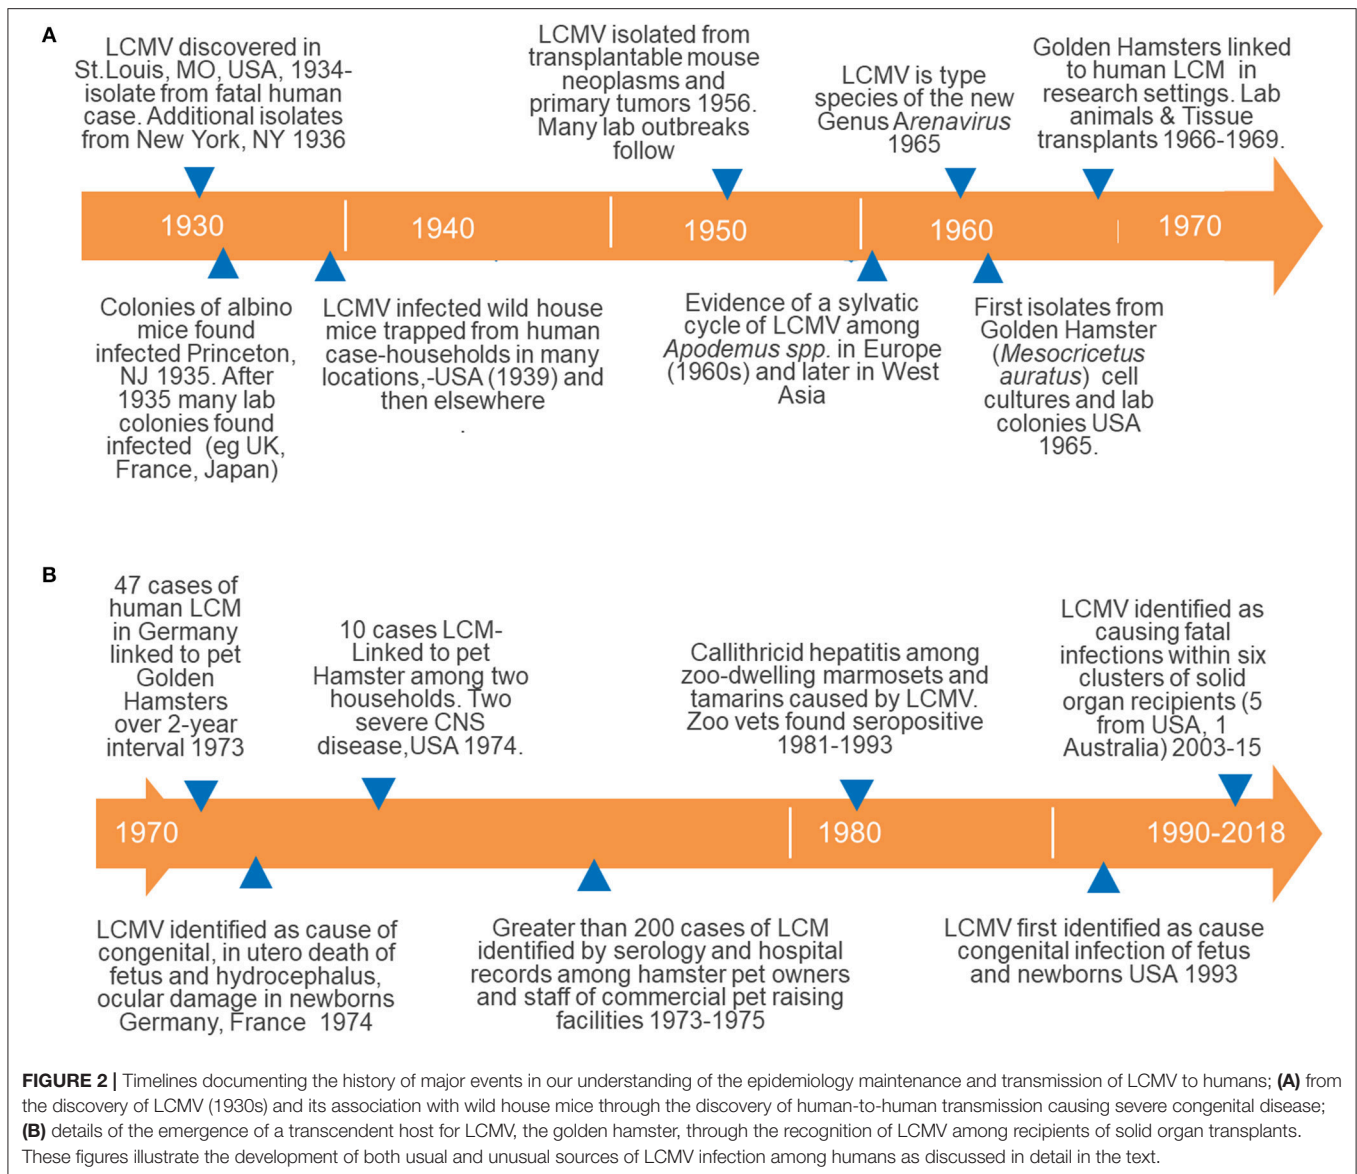 A
LCMV discovered in
St.Louis, MO, USA, 1934-
isolate from fatal human
case. Additional isolates
from New York, NY 1936
LCMV isolated from
transplantable mouse
neoplasms and
primary tumors 1956.
Many lab outbreaks
follow
LCMV is type
species of the new
Genus Arenavirus
1965
Golden Hamsters linked
to human LCM in
research settings. Lab
animals & Tissue
transplants 1966-1969.
1930
1940
1950
1960
1970
Colonies of albino
mice found
infected Princeton,
NJ 1935. After
1935 many lab
colonies found
infected (eg UK,
France, Japan)
LCMV infected wild house
mice trapped from human
case-households in many
locations,-USA (1939) and
then elsewhere
.
Evidence of a sylvatic
cycle of LCMV among
Apodemus spp. in Europe
(1960s) and later in West
Asia
First isolates from
Golden Hamster
(Mesocricetus
auratus) cell
cultures and lab
colonies USA
1965.
B
47 cases of
human LCM
in Germany
linked to pet
Golden
Hamsters
over 2-year
interval 1973
10 cases LCM-
Linked to pet
Hamster among two
households. Two
severe CNS
disease,USA 1974.
Callithricid hepatitis among
zoo-dwelling marmosets and
tamarins caused by LCMV.
Zoo vets found seropositive
1981-1993
LCMV identified as
causing fatal
infections within six
clusters of solid
organ recipients (5
from USA, 1
Australia) 2003-15
1970
1980
1990-2018
LCMV identified as cause of
congenital, in utero death of
fetus and hydrocephalus,
ocular damage in newborns
Germany, France 1974
Greater than 200 cases of LCM
identified by serology and hospital
records among hamster pet owners
and staff of commercial pet raising
facilities 1973-1975
LCMV first identified as cause
congenital infection of fetus
and newborns USA 1993
FIGURE 2 | Timelines documenting the history of major events in our understanding of the epidemiology maintenance and transmission of LCMV to humans; (A) from
the discovery of LCMV (1930s) and its association with wild house mice through the discovery of human-to-human transmission causing severe congenital disease;
(B) details of the emergence of a transcendent host for LCMV, the golden hamster, through the recognition of LCMV among recipients of solid organ transplants.
These figures illustrate the development of both usual and unusual sources of LCMV infection among humans as discussed in detail in the text.